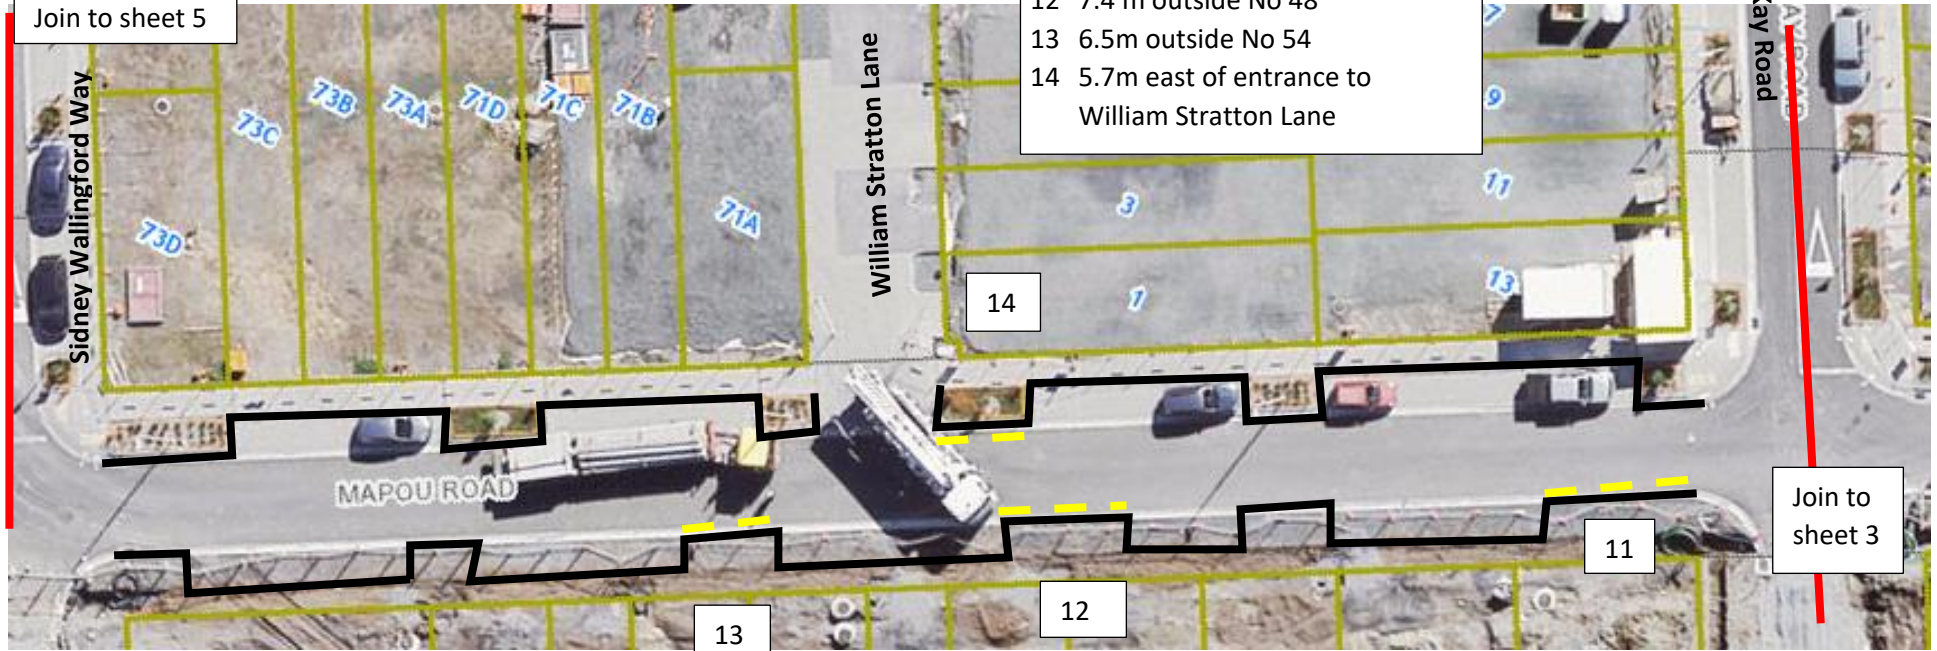 Join to sheet 5
12 7.4 m outside No 48
13 6.5m outside No 54
14 5.7m east of entrance to
William Stratton Lane
Sidney Wallingford Way
73D
73C
73B
73A
71D
71C
71B
71A
William Stratton Lane
7
9
3
11
1
13
14
Kay Road
AY ROAD
MAPOU ROAD
13
12
11
Join to
sheet 3